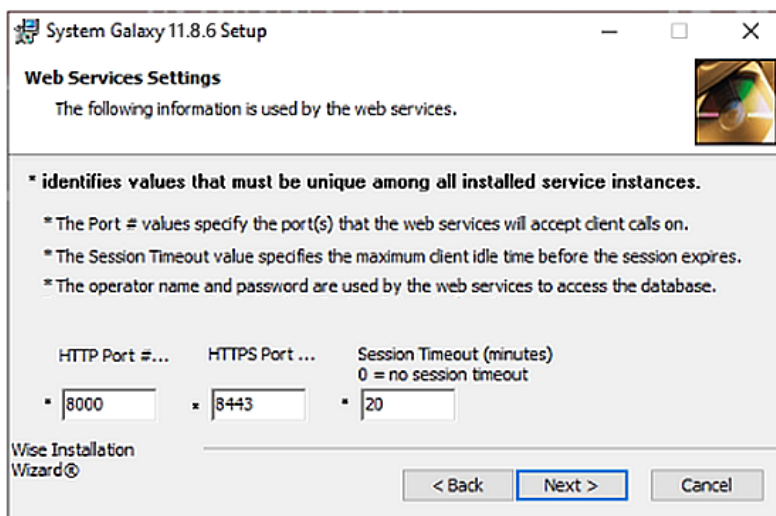 System Galaxy 11.8.6 Setup
Web Services Settings
The following information is used by the web services.
* identifies values that must be unique among all installed service instances.
* The Port # values specify the port(s) that the web services will accept client calls on.
* The Session Timeout value specifies the maximum client idle time before the session expires.
* The operator name and password are used by the web services to access the database.
HTTP Port #... HTTPS Port ... Session Timeout (minutes)
0 = no session timeout
* 8000 * 8443 * 20
Wise Installation
Wizard®
< Back Next > Cancel